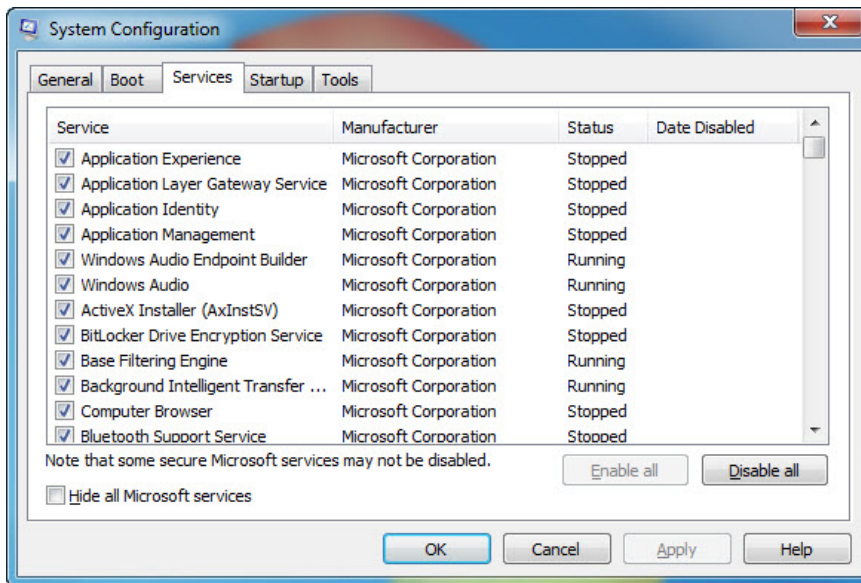 System Configuration
General Boot Services Startup Tools
Service Manufacturer Status Date Disabled
Application Experience Microsoft Corporation Stopped
Application Layer Gateway Service Microsoft Corporation Stopped
Application Identity Microsoft Corporation Stopped
Application Management Microsoft Corporation Stopped
Windows Audio Endpoint Builder Microsoft Corporation Running
Windows Audio Microsoft Corporation Running
ActiveX Installer (AxInstSV) Microsoft Corporation Stopped
BitLocker Drive Encryption Service Microsoft Corporation Stopped
Base Filtering Engine Microsoft Corporation Running
Background Intelligent Transfer ... Microsoft Corporation Running
Computer Browser Microsoft Corporation Stopped
Bluetooth Support Service Microsoft Corporation Stopped
Note that some secure Microsoft services may not be disabled.
Enable all Disable all
Hide all Microsoft services
OK Cancel Apply Help